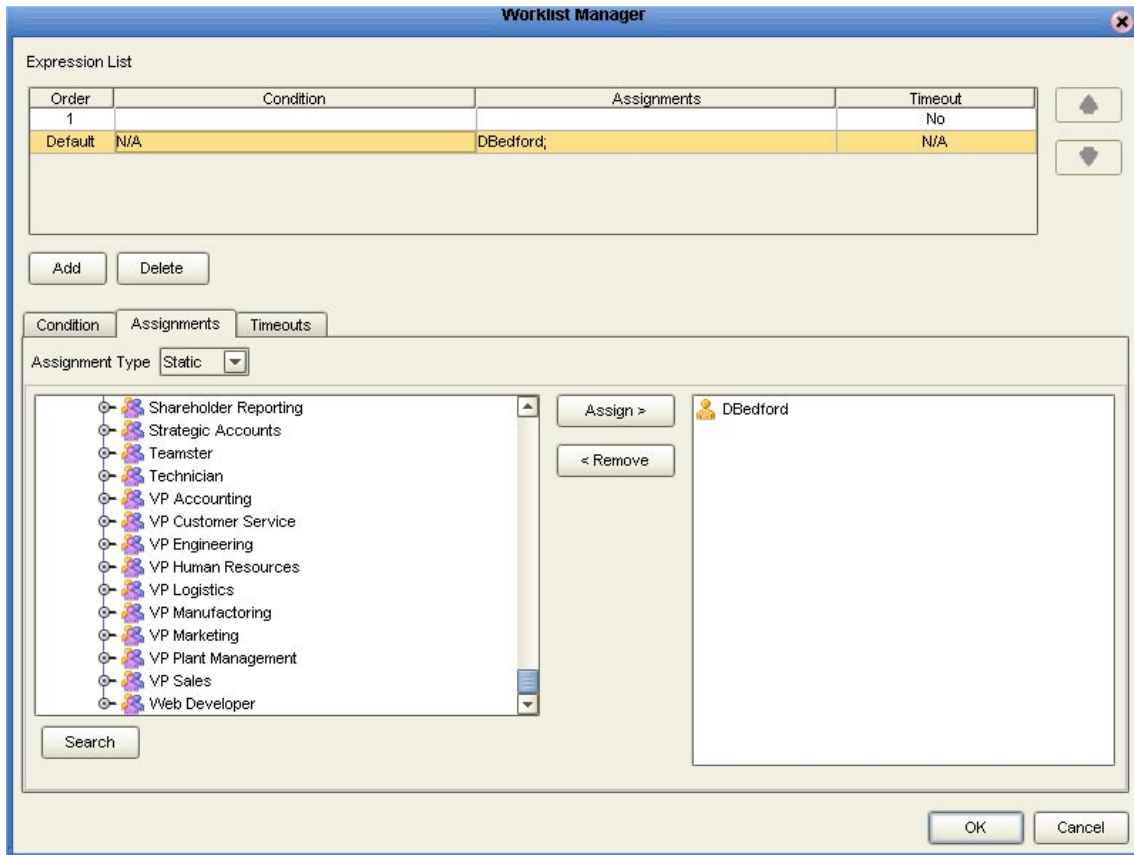 Worklist Manager
Expression List
Order Condition Assignments Timeout
1 No
Default N/A DBedford; N/A
Add Delete
Condition Assignments Timeouts
Assignment Type Static
Shareholder Reporting
Strategic Accounts
Teamster
Technician
VP Accounting
VP Customer Service
VP Engineering
VP Human Resources
VP Logistics
VP Manufactoring
VP Marketing
VP Plant Management
VP Sales
Web Developer
Assign >
< Remove
DBedford
Search
OK Cancel